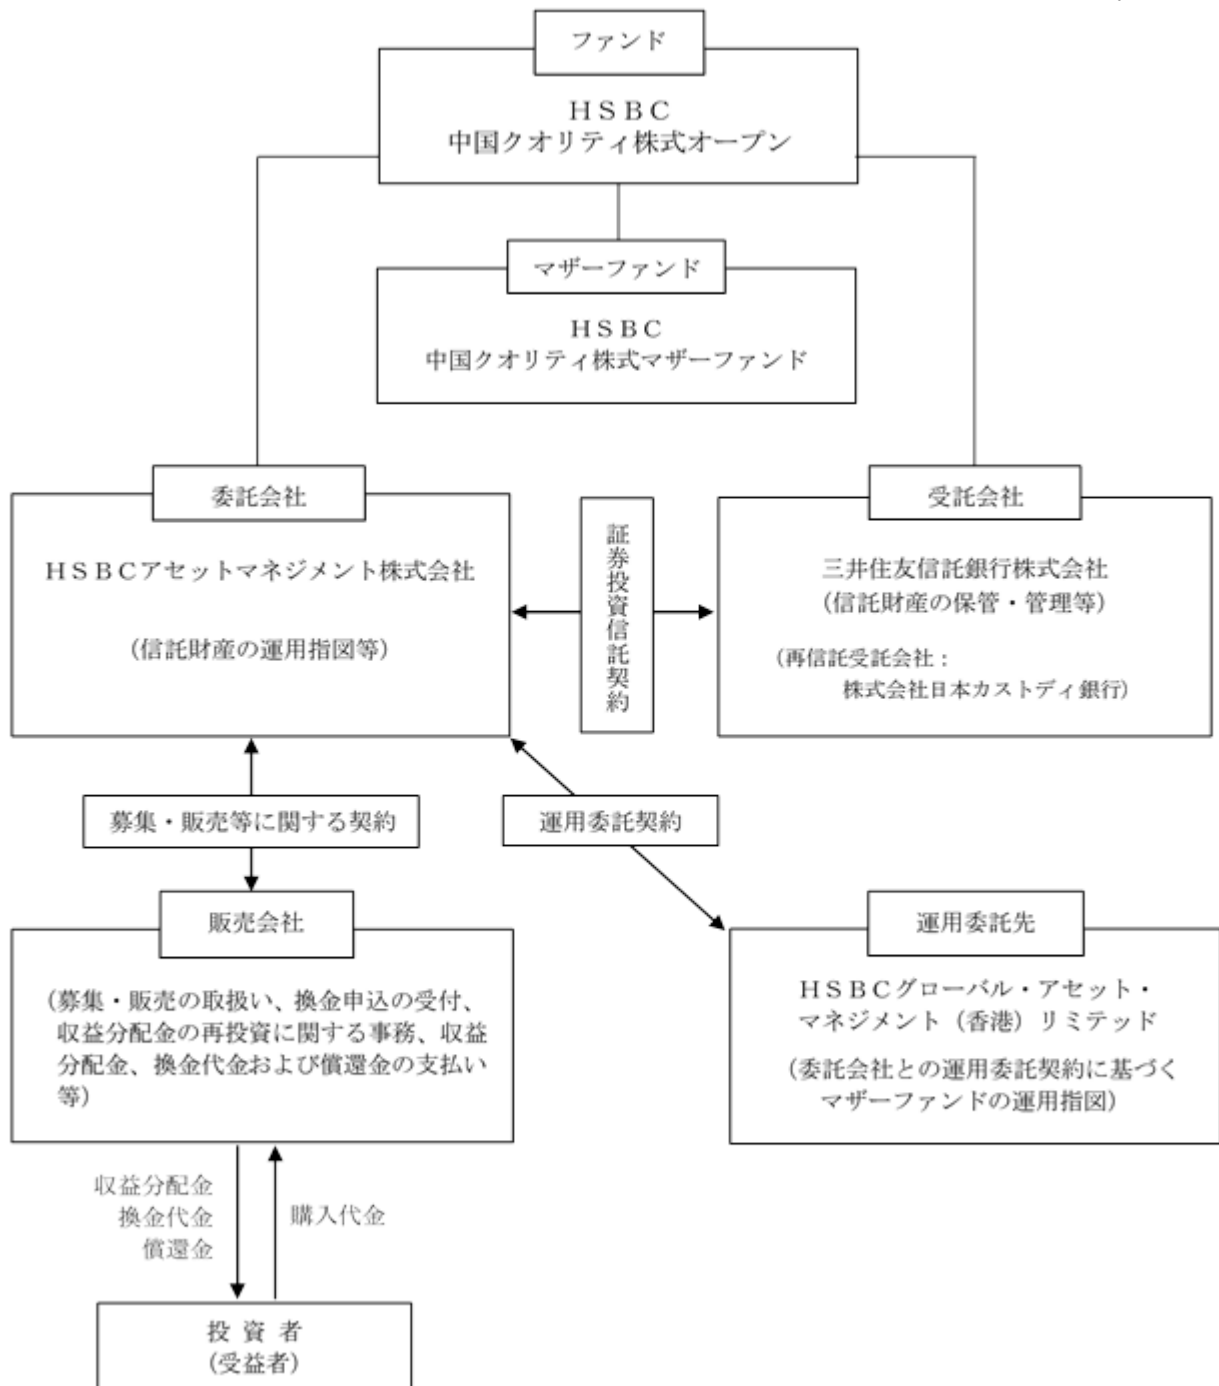 ファンド
ＨＳＢＣ
中国クオリティ株式オープン
マザーファンド
ＨＳＢＣ
中国クオリティ株式マザーファンド
委託会社
ＨＳＢＣアセットマネジメント株式会社
(信託財産の運用指図等)
証券投資信託契約
受託会社
三井住友信託銀行株式会社
(信託財産の保管・管理等)
(再信託受託会社：
株式会社日本カストディ銀行)
募集・販売等に関する契約
運用委託契約
販売会社
(募集・販売の取扱い、換金申込の受付、
収益分配金の再投資に関する事務、収益
分配金、換金代金および償還金の支払い
等)
運用委託先
ＨＳＢＣグローバル・アセット・
マネジメント（香港）リミテッド
(委託会社との運用委託契約に基づく
マザーファンドの運用指図)
収益分配金
換金代金
償還金
購入代金
投 資 者
(受益者)